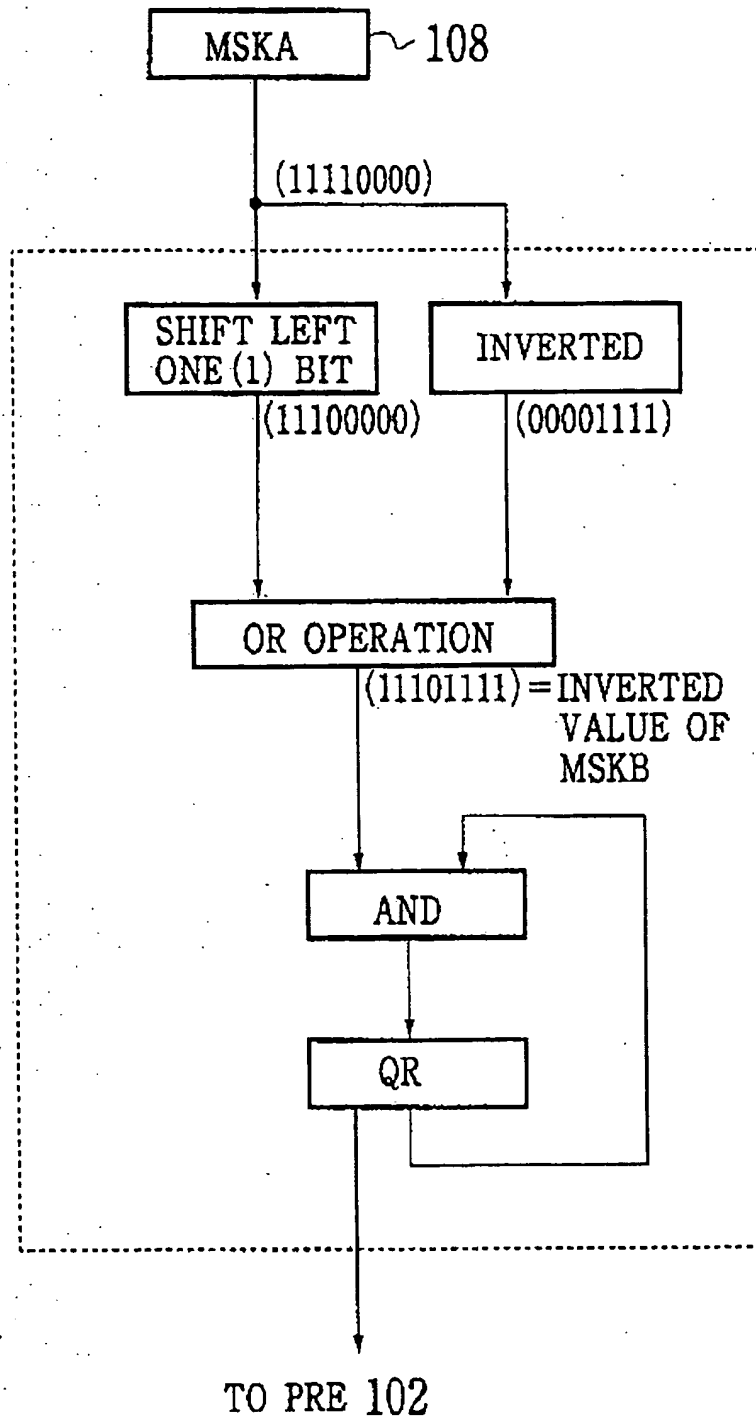 MSKA 108
(11110000)
SHIFT LEFT
ONE (1) BIT
INVERTED
(11100000)
(00001111)
OR OPERATION
(11101111) = INVERTED
VALUE OF
MSKB
AND
QR
TO PRE 102